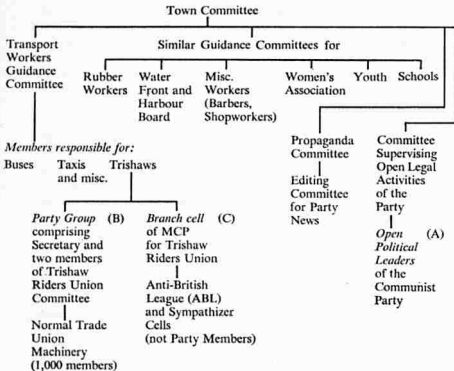 Town Committee
Transport
Workers
Guidance
Committee
Similar Guidance Committees for
Rubber
Workers
Water
Front and
Harbour
Board
Misc.
Workers
(Barbers,
Shopworkers)
Women's
Association
Youth
Schools
Members responsible for:
Buses
Taxis
and misc.
Trishaws
Propaganda
Committee
Editing
Committee
for Party
News
Committee
Supervising
Open Legal
Activities
of the
Party
Open (A)
Political
Leaders
of the
Communist
Party
Party Group (B)
comprising
Secretary and
two members
of Trishaw
Riders Union
Committee
Normal Trade
Union
Machinery
(1,000 members)
Branch cell (C)
of MCP
for Trishaw
Riders Union
Anti-British
League (ABL)
and Sympathizer
Cells
(not Party Members)